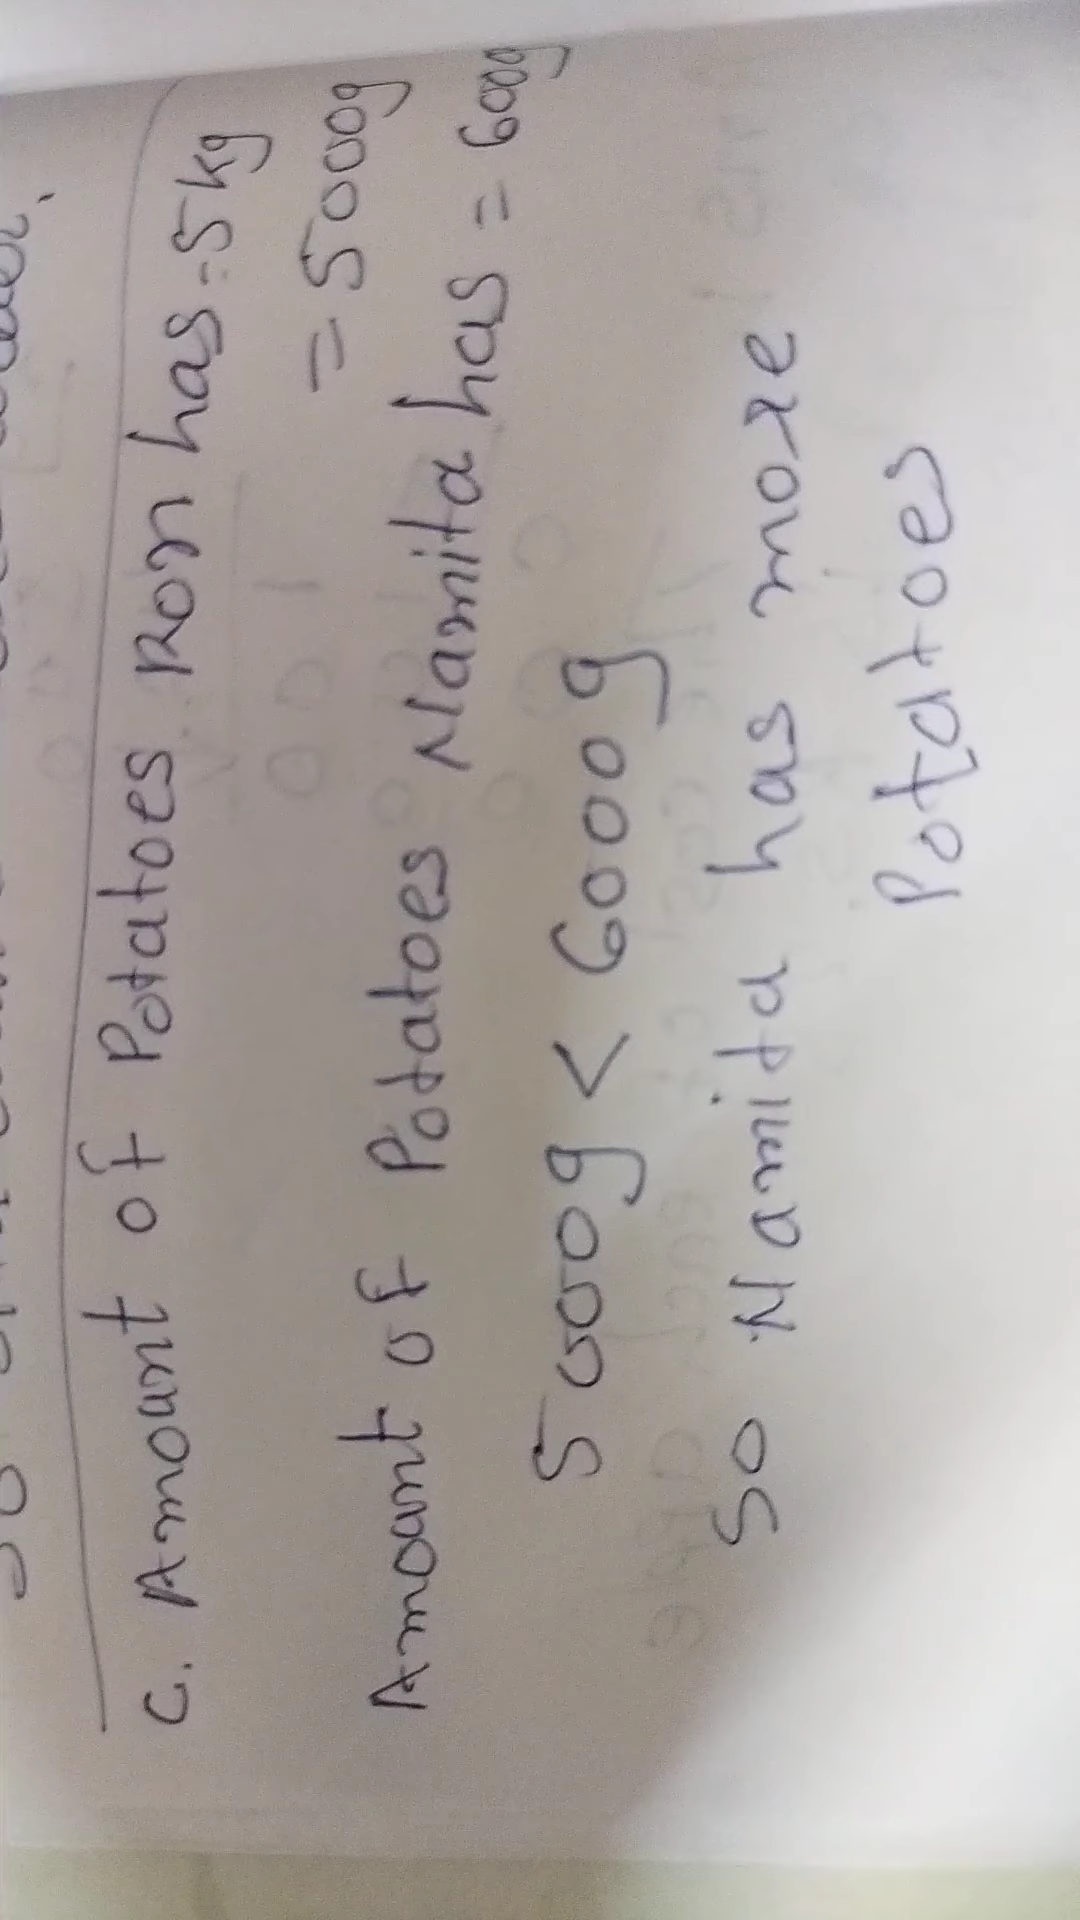 C. Amount of Potatoes Ron has = 5 kg
= 5000g
Amount of Potatoes Namita has = 6000g
5000g < 6000g
So Namita has more
Potatoes